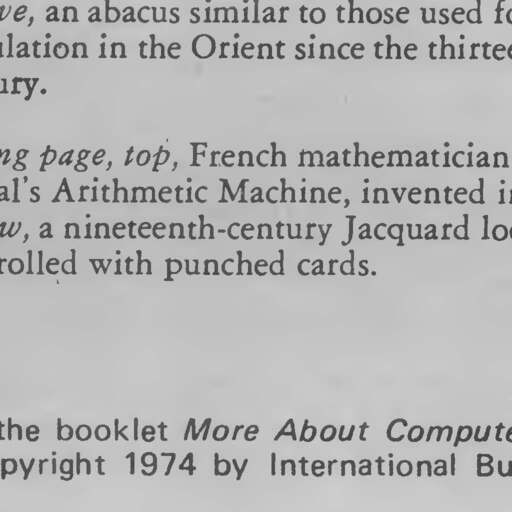 ve, an abacus similar to those used fo
ulation in the Orient since the thirtee
ury.
ng page, top, French mathematician
al's Arithmetic Machine, invented i
w, a nineteenth-century Jacquard loo
rolled with punched cards.
the booklet More About Compute
pyright 1974 by International Bu